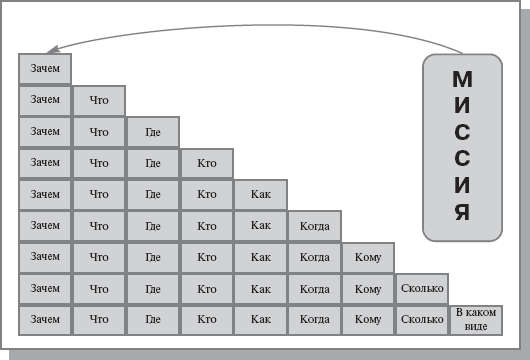 Зачем
Зачем Что
Зачем Что Где
Зачем Что Где Кто
Зачем Что Где Кто Как
Зачем Что Где Кто Как Когда
Зачем Что Где Кто Как Когда Кому
Зачем Что Где Кто Как Когда Кому Сколько
Зачем Что Где Кто Как Когда Кому Сколько В каком
виде
МИССИЯ